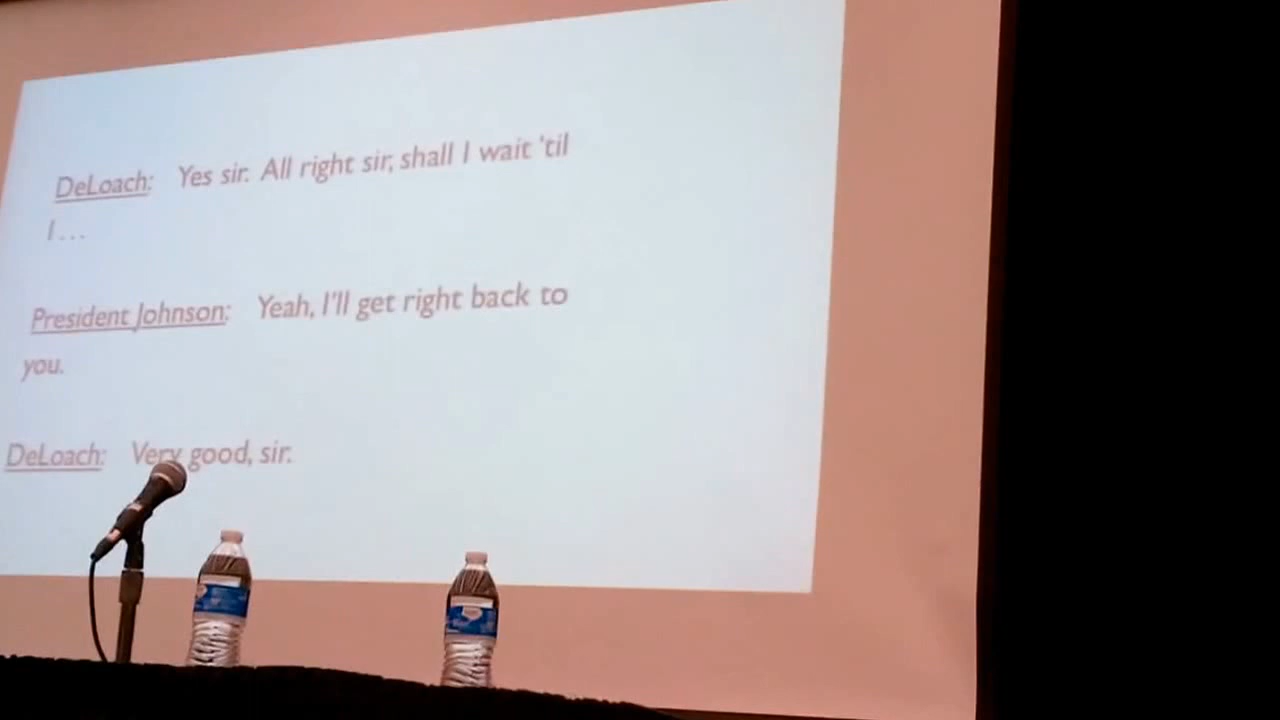 DeLoach: Yes sir. All right sir, shall I wait 'til
I . . .
President Johnson: Yeah, I'll get right back to
you.
DeLoach: Very good, sir.